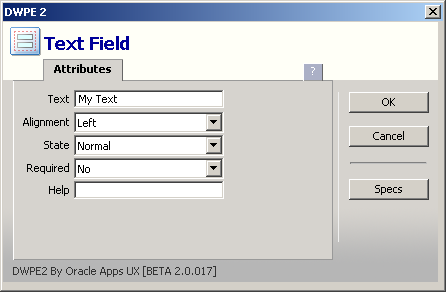 DWPE 2
Text Field
Attributes
?
Text My Text
OK
Alignment Left
Cancel
State Normal
Required No
Specs
Help
DWPE2 By Oracle Apps UX [BETA 2.0.017]